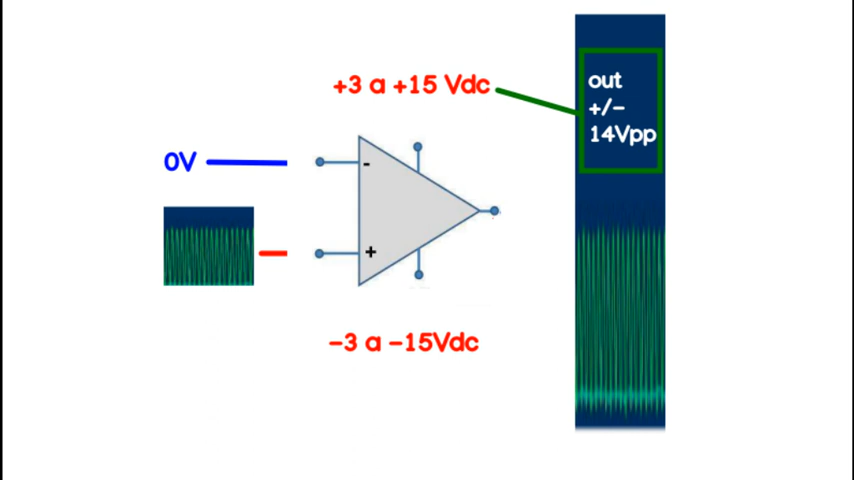 +3 a +15 Vdc
out
+/-
14Vpp
0V
-
+
-3 a -15Vdc